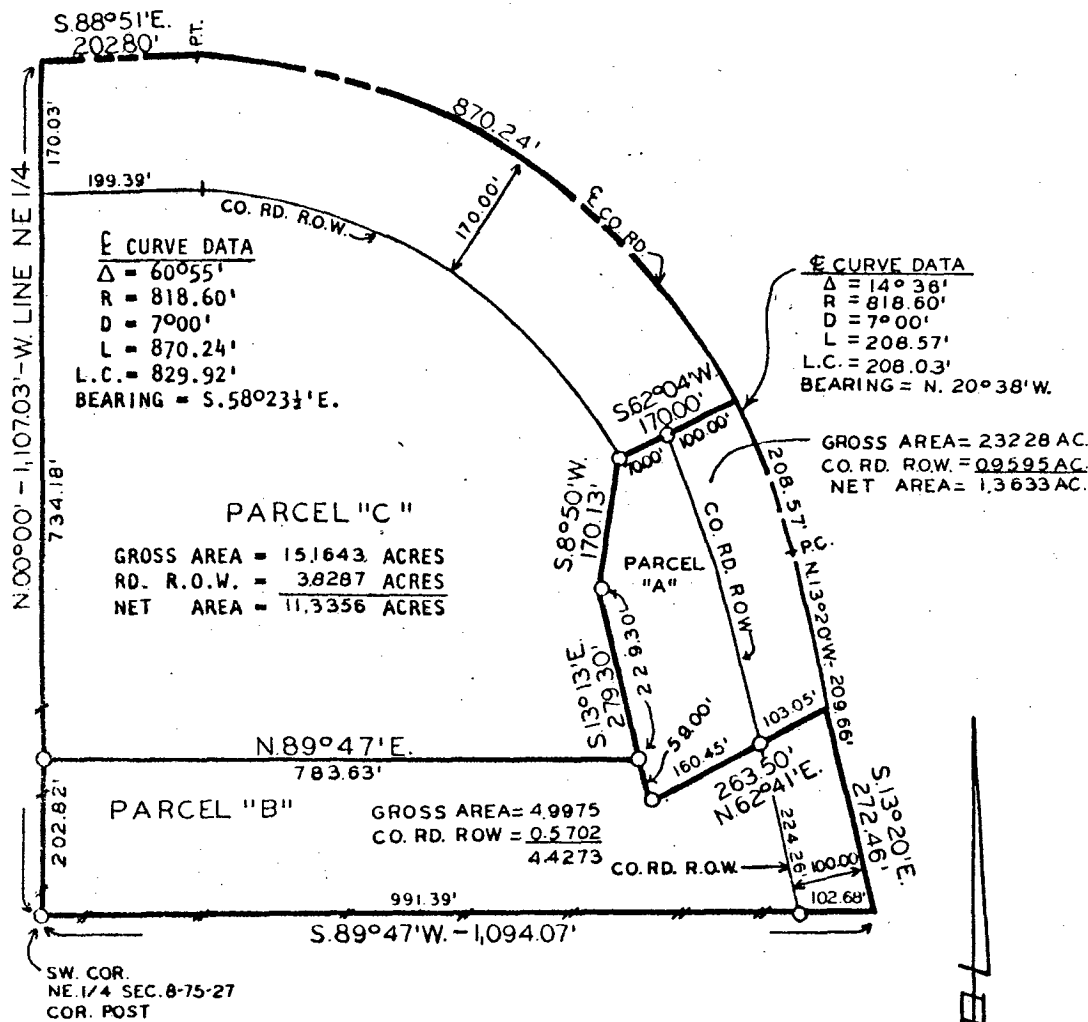 S.88°51'E.
202.80'
P.T.
170.03'
199.39'
CO. RD. R.O.W.
170.00'
870.24'
℄ CO. RD.
N.00°00' - 1,107.03' - W. LINE NE 1/4
℄ CURVE DATA
Δ = 60°55'
R = 818.60'
D = 7°00'
L = 870.24'
L.C. = 829.92'
BEARING = S.58°23½'E.
℄ CURVE DATA
Δ = 14°36'
R = 818.60'
D = 7°00'
L = 208.57'
L.C. = 208.03'
BEARING = N. 20°38'W.
S.62°04'W.
170.00'
70.00'
100.00'
GROSS AREA = 2.3228 AC.
CO. RD. ROW. = 0.9595 AC.
NET AREA = 1.3633 AC.
734.18'
208.57'
P.C.
S.8°50'W.
170.13'
PARCEL "A"
CO. RD. ROW
N.13°20'W - 209.66'
PARCEL "C"
GROSS AREA = 15.1643 ACRES
RD. R.O.W. = 3.8287 ACRES
NET AREA = 11.3356 ACRES
S.13°13'E.
279.30'
229.30'
N.89°47'E.
783.63'
160.45'
103.05'
263.50'
N.62°41'E.
202.82'
PARCEL "B"
GROSS AREA = 4.9975
CO. RD. ROW = 0.5702
4.4273
S.13°20'E.
272.46'
CO. RD. R.O.W.
224.26'
100.00'
991.39'
102.68'
S.89°47'W. - 1,094.07'
SW. COR.
NE. 1/4 SEC. 8-75-27
COR. POST